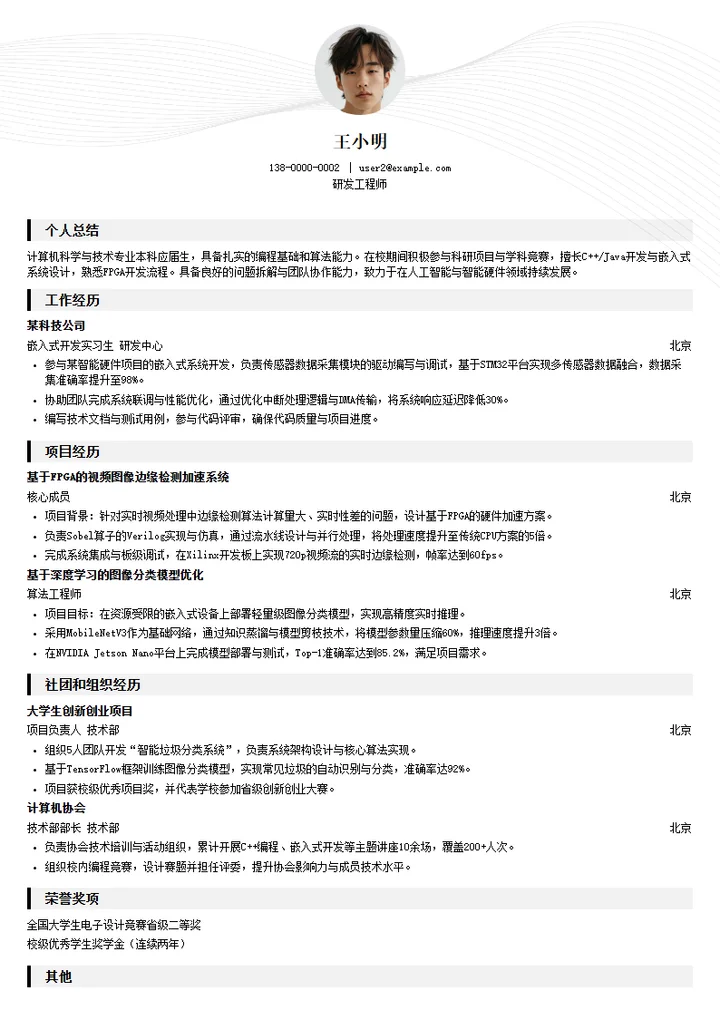 王小明
138-0000-0002 | user2@example.com
研发工程师
个人总结
计算机科学与技术专业本科应届生，具备扎实的编程基础和算法能力。在校期间积极参与科研项目与学科竞赛，擅长C++/Java开发与嵌入式
系统设计，熟悉FPGA开发流程。具备良好的问题拆解与团队协作能力，致力于在人工智能与智能硬件领域持续发展。
工作经历
某科技公司
嵌入式开发实习生 研发中心 北京
• 参与某智能硬件项目的嵌入式系统开发，负责传感器数据采集模块的驱动编写与调试，基于STM32平台实现多传感器数据融合，数据采
集准确率提升至98%。
• 协助团队完成系统联调与性能优化，通过优化中断处理逻辑与DMA传输，将系统响应延迟降低30%。
• 编写技术文档与测试用例，参与代码评审，确保代码质量与项目进度。
项目经历
基于FPGA的视频图像边缘检测加速系统
核心成员 北京
• 项目背景：针对实时视频处理中边缘检测算法计算量大、实时性差的问题，设计基于FPGA的硬件加速方案。
• 负责Sobel算子的Verilog实现与仿真，通过流水线设计与并行处理，将处理速度提升至传统CPU方案的5倍。
• 完成系统集成与板级调试，在Xilinx开发板上实现720p视频流的实时边缘检测，帧率达到60fps。
基于深度学习的图像分类模型优化
算法工程师 北京
• 项目目标：在资源受限的嵌入式设备上部署轻量级图像分类模型，实现高精度实时推理。
• 采用MobileNetV3作为基础网络，通过知识蒸馏与模型剪枝技术，将模型参数量压缩60%，推理速度提升3倍。
• 在NVIDIA Jetson Nano平台上完成模型部署与测试，Top-1准确率达到85.2%，满足项目需求。
社团和组织经历
大学生创新创业项目
项目负责人 技术部 北京
• 组织5人团队开发“智能垃圾分类系统”，负责系统架构设计与核心算法实现。
• 基于TensorFlow框架训练图像分类模型，实现常见垃圾的自动识别与分类，准确率达92%。
• 项目获校级优秀项目奖，并代表学校参加省级创新创业大赛。
计算机协会
技术部部长 技术部 北京
• 负责协会技术培训与活动组织，累计开展C++编程、嵌入式开发等主题讲座10余场，覆盖200+人次。
• 组织校内编程竞赛，设计赛题并担任评委，提升协会影响力与成员技术水平。
荣誉奖项
全国大学生电子设计竞赛省级二等奖
校级优秀学生奖学金（连续两年）
其他